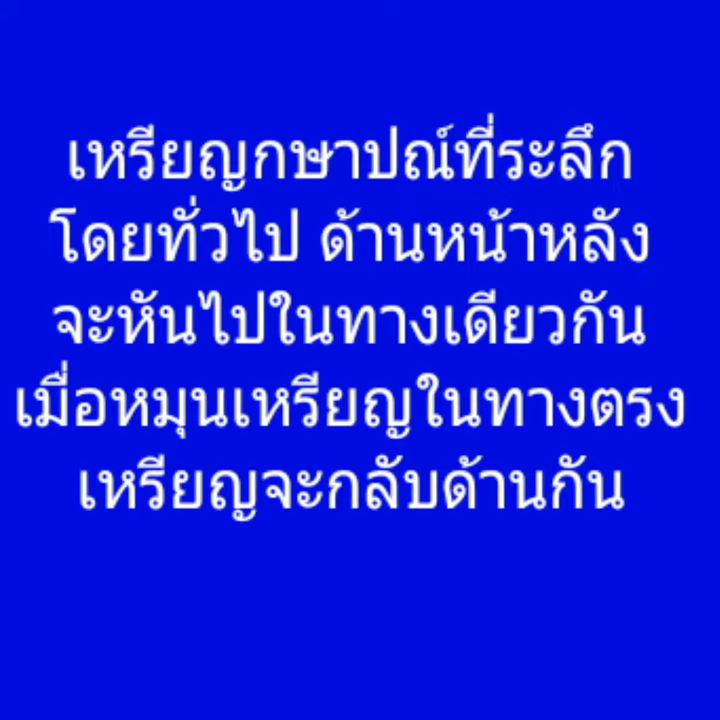 เหรียญกษาปณ์ที่ระลึก
โดยทั่วไป ด้านหน้าหลัง
จะหันไปในทางเดียวกัน
เมื่อหมุนเหรียญในทางตรง
เหรียญจะกลับด้านกัน